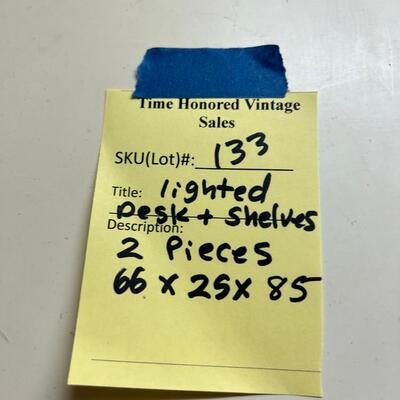 Time Honored Vintage
Sales
SKU(Lot)#: 133
Title: lighted
Desk + Shelves
Description:
2 Pieces
66 x 25 x 85